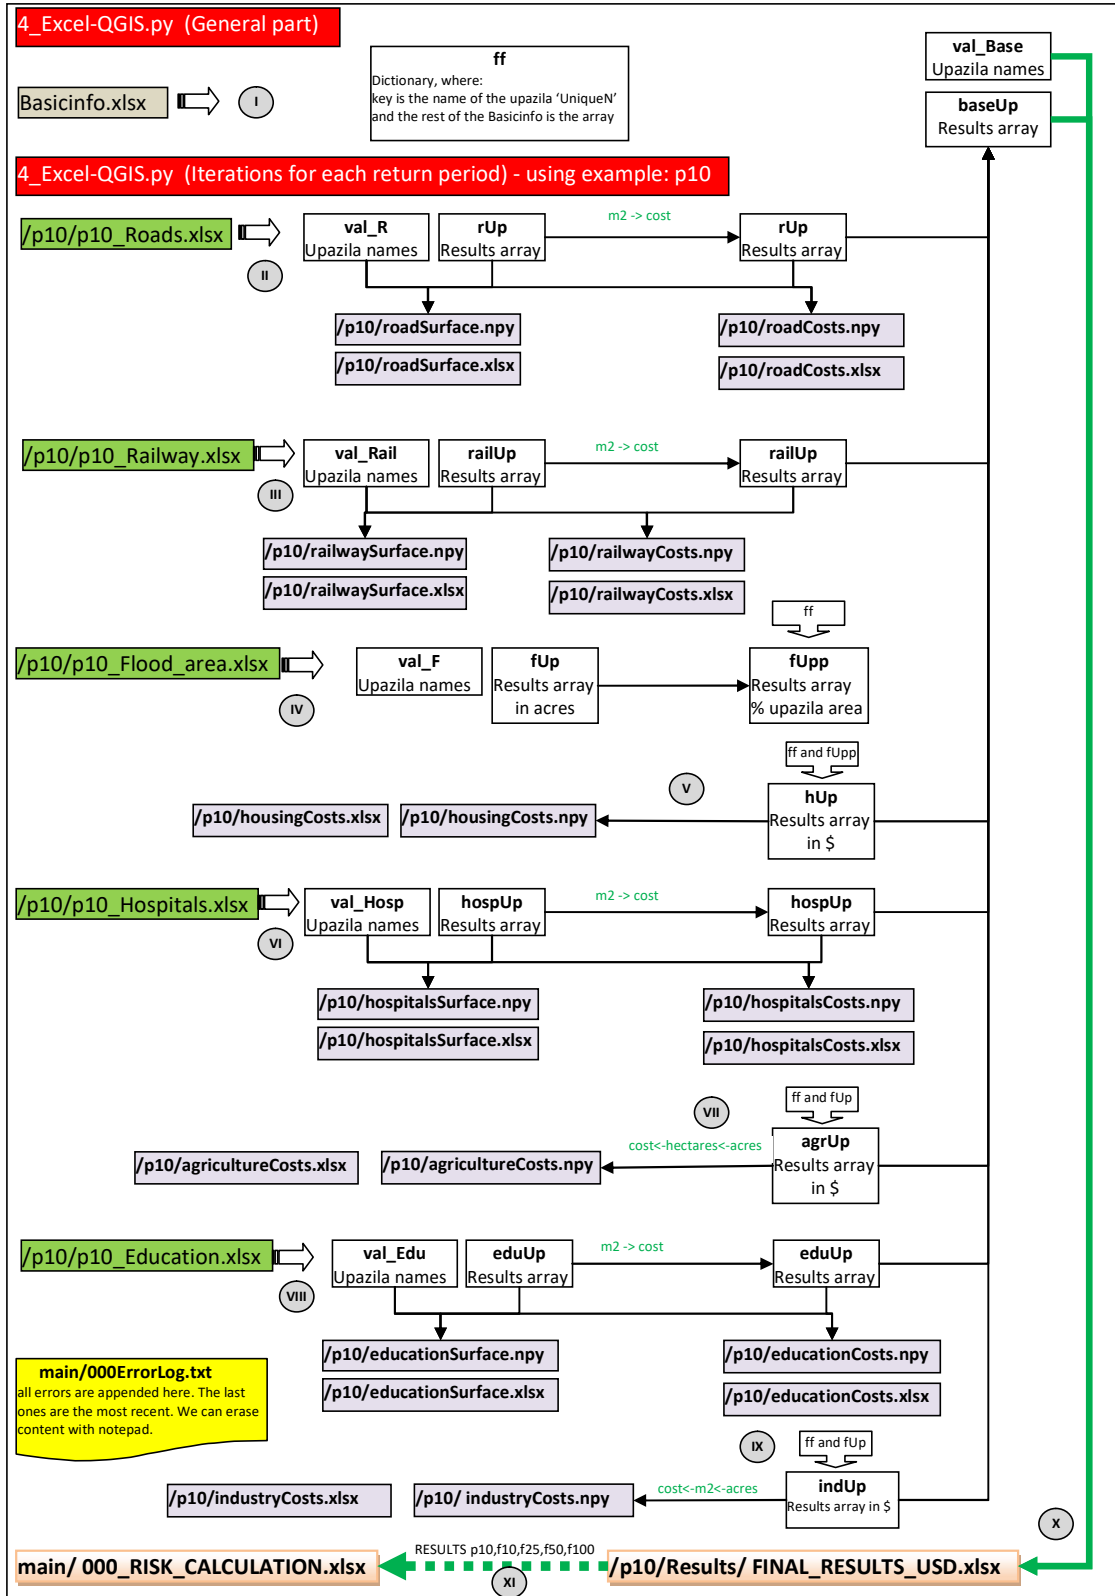 4_Excel-QGIS.py (General part)
val_Base
Upazila names
ff
Dictionary, where:
key is the name of the upazila ‘UniqueN’
and the rest of the Basicinfo is the array
Basicinfo.xlsx
I
baseUp
Results array
4_Excel-QGIS.py (Iterations for each return period) - using example: p10
/p10/p10_Roads.xlsx
II
val_R
Upazila names
rUp
Results array
m2 -> cost
rUp
Results array
/p10/roadSurface.npy
/p10/roadCosts.npy
/p10/roadSurface.xlsx
/p10/roadCosts.xlsx
/p10/p10_Railway.xlsx
III
val_Rail
Upazila names
railUp
Results array
m2 -> cost
railUp
Results array
/p10/railwaySurface.npy
/p10/railwayCosts.npy
/p10/railwaySurface.xlsx
/p10/railwayCosts.xlsx
ff
/p10/p10_Flood_area.xlsx
IV
val_F
Upazila names
fUp
Results array
in acres
fUpp
Results array
% upazila area
ff and fUpp
V
hUp
Results array
in $
/p10/housingCosts.xlsx
/p10/housingCosts.npy
/p10/p10_Hospitals.xlsx
VI
val_Hosp
Upazila names
hospUp
Results array
m2 -> cost
hospUp
Results array
/p10/hospitalsSurface.npy
/p10/hospitalsCosts.npy
/p10/hospitalsSurface.xlsx
/p10/hospitalsCosts.xlsx
ff and fUp
VII
cost<-hectares<-acres
agrUp
Results array
in $
/p10/agricultureCosts.xlsx
/p10/agricultureCosts.npy
/p10/p10_Education.xlsx
VIII
val_Edu
Upazila names
eduUp
Results array
m2 -> cost
eduUp
Results array
/p10/educationSurface.npy
/p10/educationCosts.npy
/p10/educationSurface.xlsx
/p10/educationCosts.xlsx
main/000ErrorLog.txt
all errors are appended here. The last
ones are the most recent. We can erase
content with notepad.
IX
ff and fUp
cost<-m2<-acres
indUp
Results array in $
/p10/industryCosts.xlsx
/p10/ industryCosts.npy
X
RESULTS p10,f10,f25,f50,f100
main/ 000_RISK_CALCULATION.xlsx
XI
/p10/Results/ FINAL_RESULTS_USD.xlsx